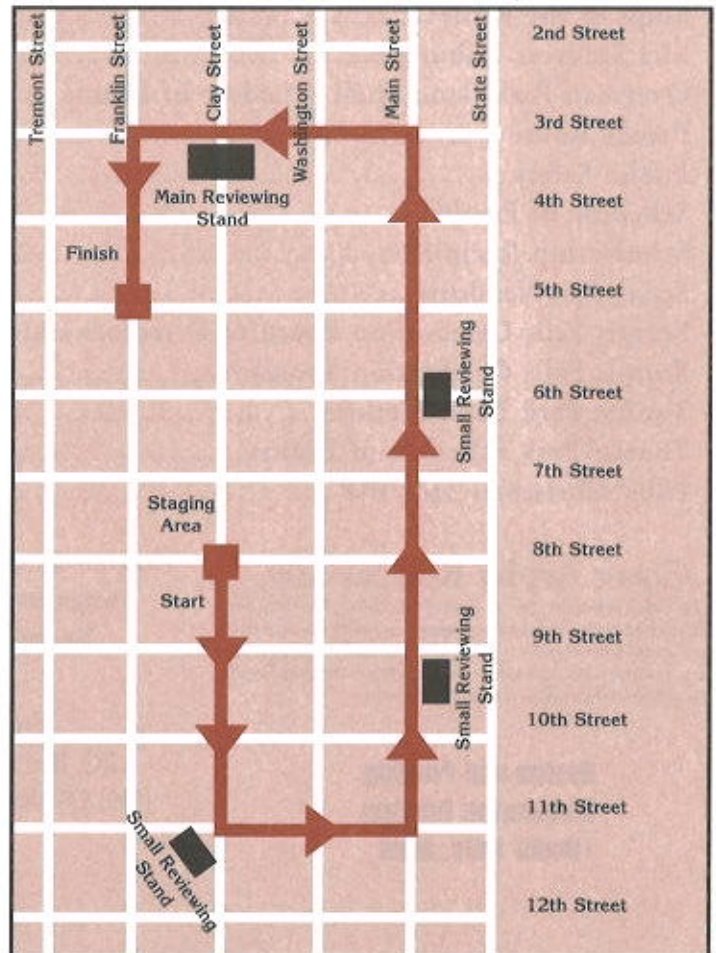 Tremont Street
Franklin Street
Clay Street
Washington Street
Main Street
State Street
2nd Street
3rd Street
Main Reviewing
Stand
4th Street
Finish
5th Street
Small Reviewing
Stand
6th Street
7th Street
Staging
Area
8th Street
Start
9th Street
Small Reviewing
Stand
10th Street
11th Street
Small Reviewing
Stand
12th Street